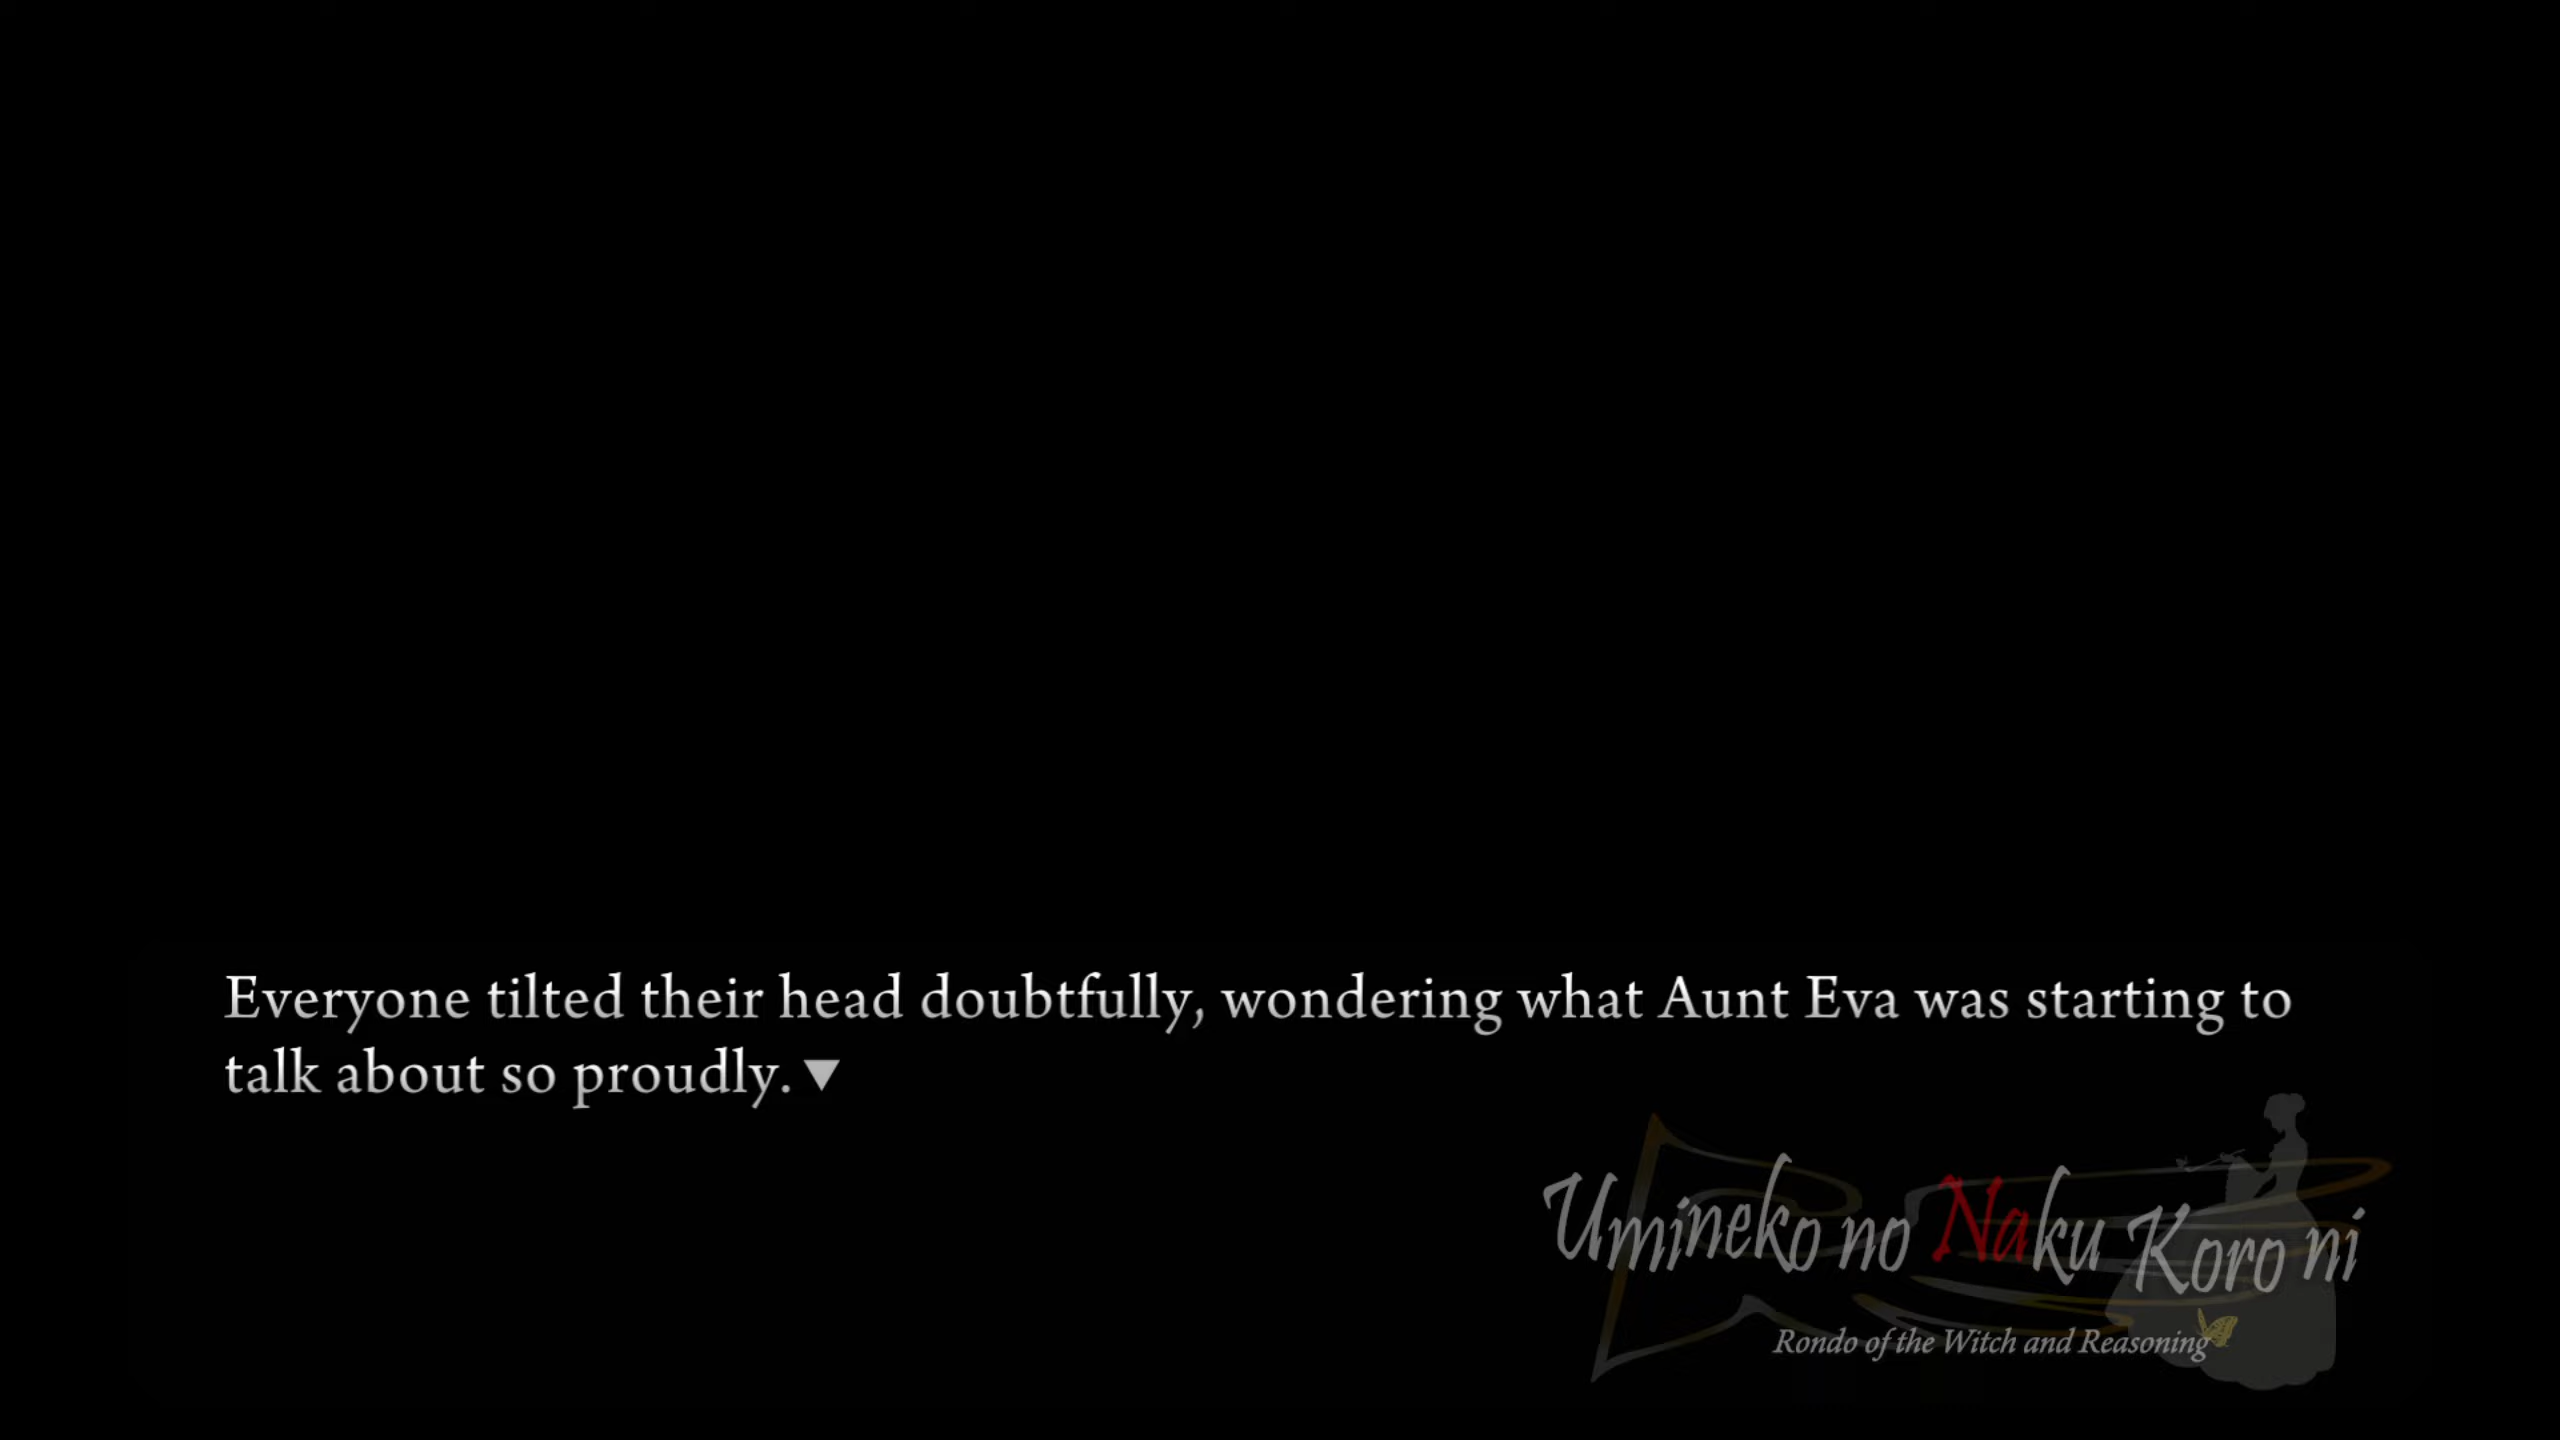 Everyone tilted their head doubtfully, wondering what Aunt Eva was starting to
talk about so proudly.
Umineko no Naku Koro ni
Rondo of the Witch and Reasoning